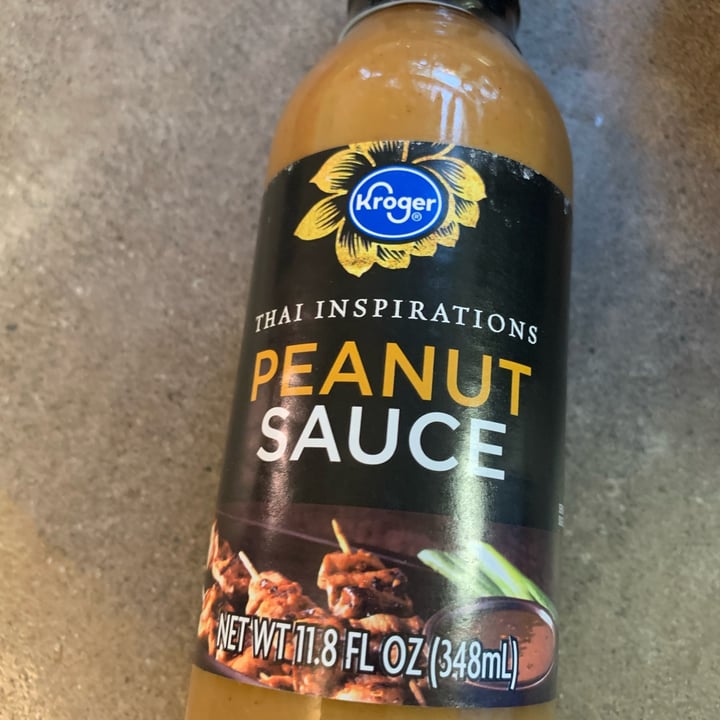 Kroger®
THAI INSPIRATIONS
PEANUT
SAUCE
NET WT 11.8 FL OZ (348mL)